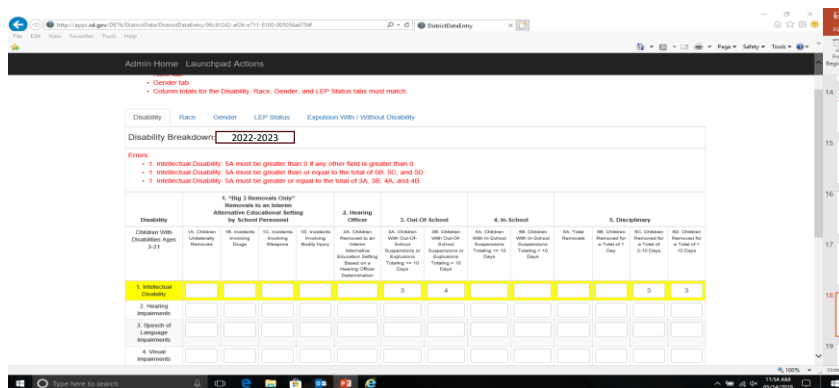 http://apps.sd.gov/DE76/DistrictData/DistrictDataEntry/
DistrictDataEntry
File Edit View Favorites Tools Help
Page Safety Tools
Admin Home Launchpad Actions
Gender tab.
Column totals for the Disability, Race, Gender, and LEP Status tabs must match.
Disability Race Gender LEP Status Expulsion With / Without Disability
Disability Breakdown: 2022-2023
Errors:
1. Intellectual Disability: 5A must be greater than 0 if any other field is greater than 0.
1. Intellectual Disability: 5A must be greater than or equal to the total of 5B, 5C, and 5D.
1. Intellectual Disability: 5A must be greater or equal to the total of 3A, 3B, 4A, and 4B.
Disability
1. "Big 3 Removals Only"
Removals to an Interim
Alternative Educational Setting
by School Personnel
2. Hearing
Officer
3. Out-Of-School
4. In-School
5. Disciplinary
Children With
Disabilities Ages
3-21
1A. Children
Unilaterally
Removed
1B. Incidents
Involving
Drugs
1C. Incidents
Involving
Weapons
1D. Incidents
Involving
Bodily Injury
2A. Children
Removed to an
Interim
Alternative
Education Setting
Based on a
Hearing Officer
Determination
3A. Children
With Out-Of-
School
Suspensions or
Explusions
Totaling <= 10
Days
3B. Children
With Out-Of-
School
Suspensions or
Explusions
Totaling > 10
Days
4A. Children
With In-School
Suspensions
Totaling <= 10
Days
4B. Children
With In-School
Suspensions
Totaling > 10
Days
5A. Total
Removals
5B. Children
Removed for
a Total of 1
Day
5C. Children
Removed for
a Total of
2-10 Days
5D. Children
Removed for
a Total of >
10 Days
1. Intellectual
Disability
3 4 3 3
2. Hearing
Impairments
3. Speech of
Language
Impairments
4. Visual
Impairments
100%
Type here to search
11:34 AM
05/14/2018
14
15
16
17
18
19